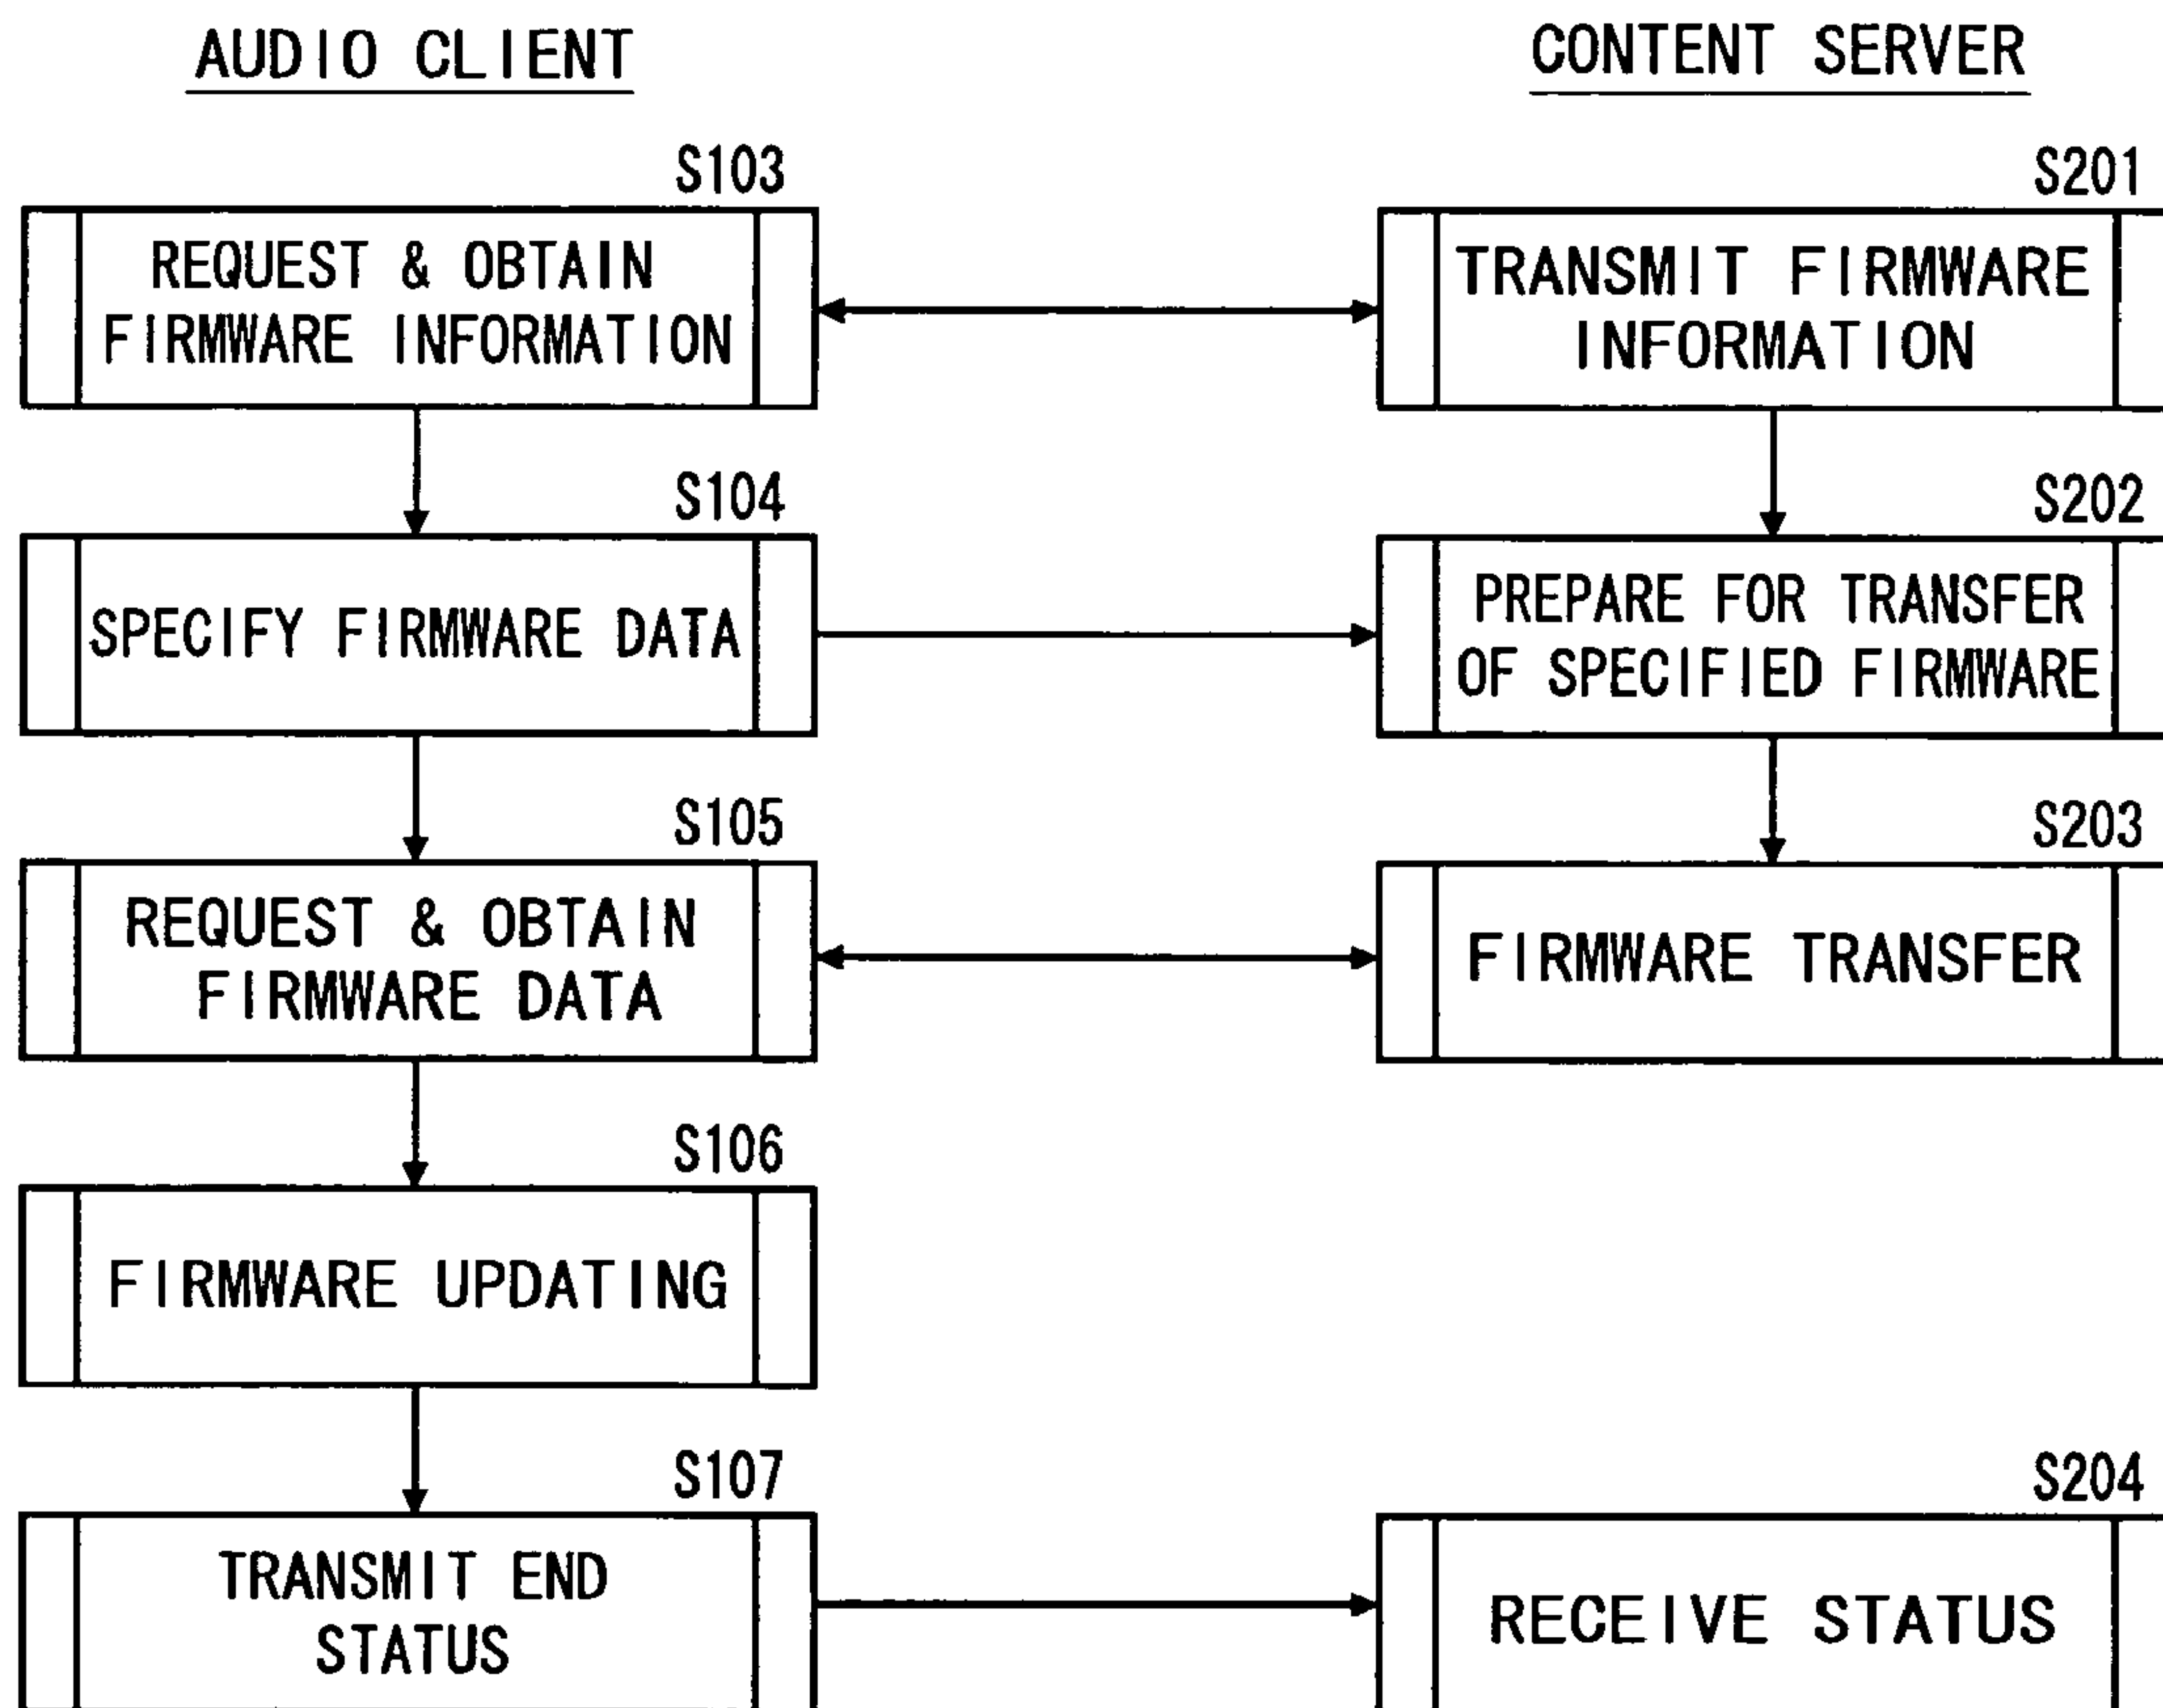 AUDIO CLIENT
CONTENT SERVER
S103
REQUEST & OBTAIN
FIRMWARE INFORMATION
S201
TRANSMIT FIRMWARE
INFORMATION
S104
SPECIFY FIRMWARE DATA
S202
PREPARE FOR TRANSFER
OF SPECIFIED FIRMWARE
S105
REQUEST & OBTAIN
FIRMWARE DATA
S203
FIRMWARE TRANSFER
S106
FIRMWARE UPDATING
S107
TRANSMIT END
STATUS
S204
RECEIVE STATUS